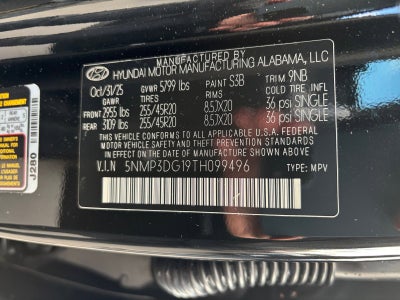 MANUFACTURED BY
HYUNDAI MOTOR MANUFACTURING ALABAMA, LLC
Oct/31/25 GVWR 5799 lbs PAINT S3B TRIM 9NB
GAWR TIRES RIMS COLD TIRE INFL
FRONT 2955 lbs 255/45R20 8.5JX20 36 psi SINGLE
REAR 3109 lbs 255/45R20 8.5JX20 36 psi SINGLE
THIS VEHICLE CONFORMS TO ALL APPLICABLE FEDERAL
MOTOR VEHICLE SAFETY AND THEFT PREVENTION STANDARDS
IN EFFECT ON THE DATE OF MANUFACTURE SHOWN ABOVE.
V.I.N 5NMP3DG19TH099496 TYPE: MPV
J280